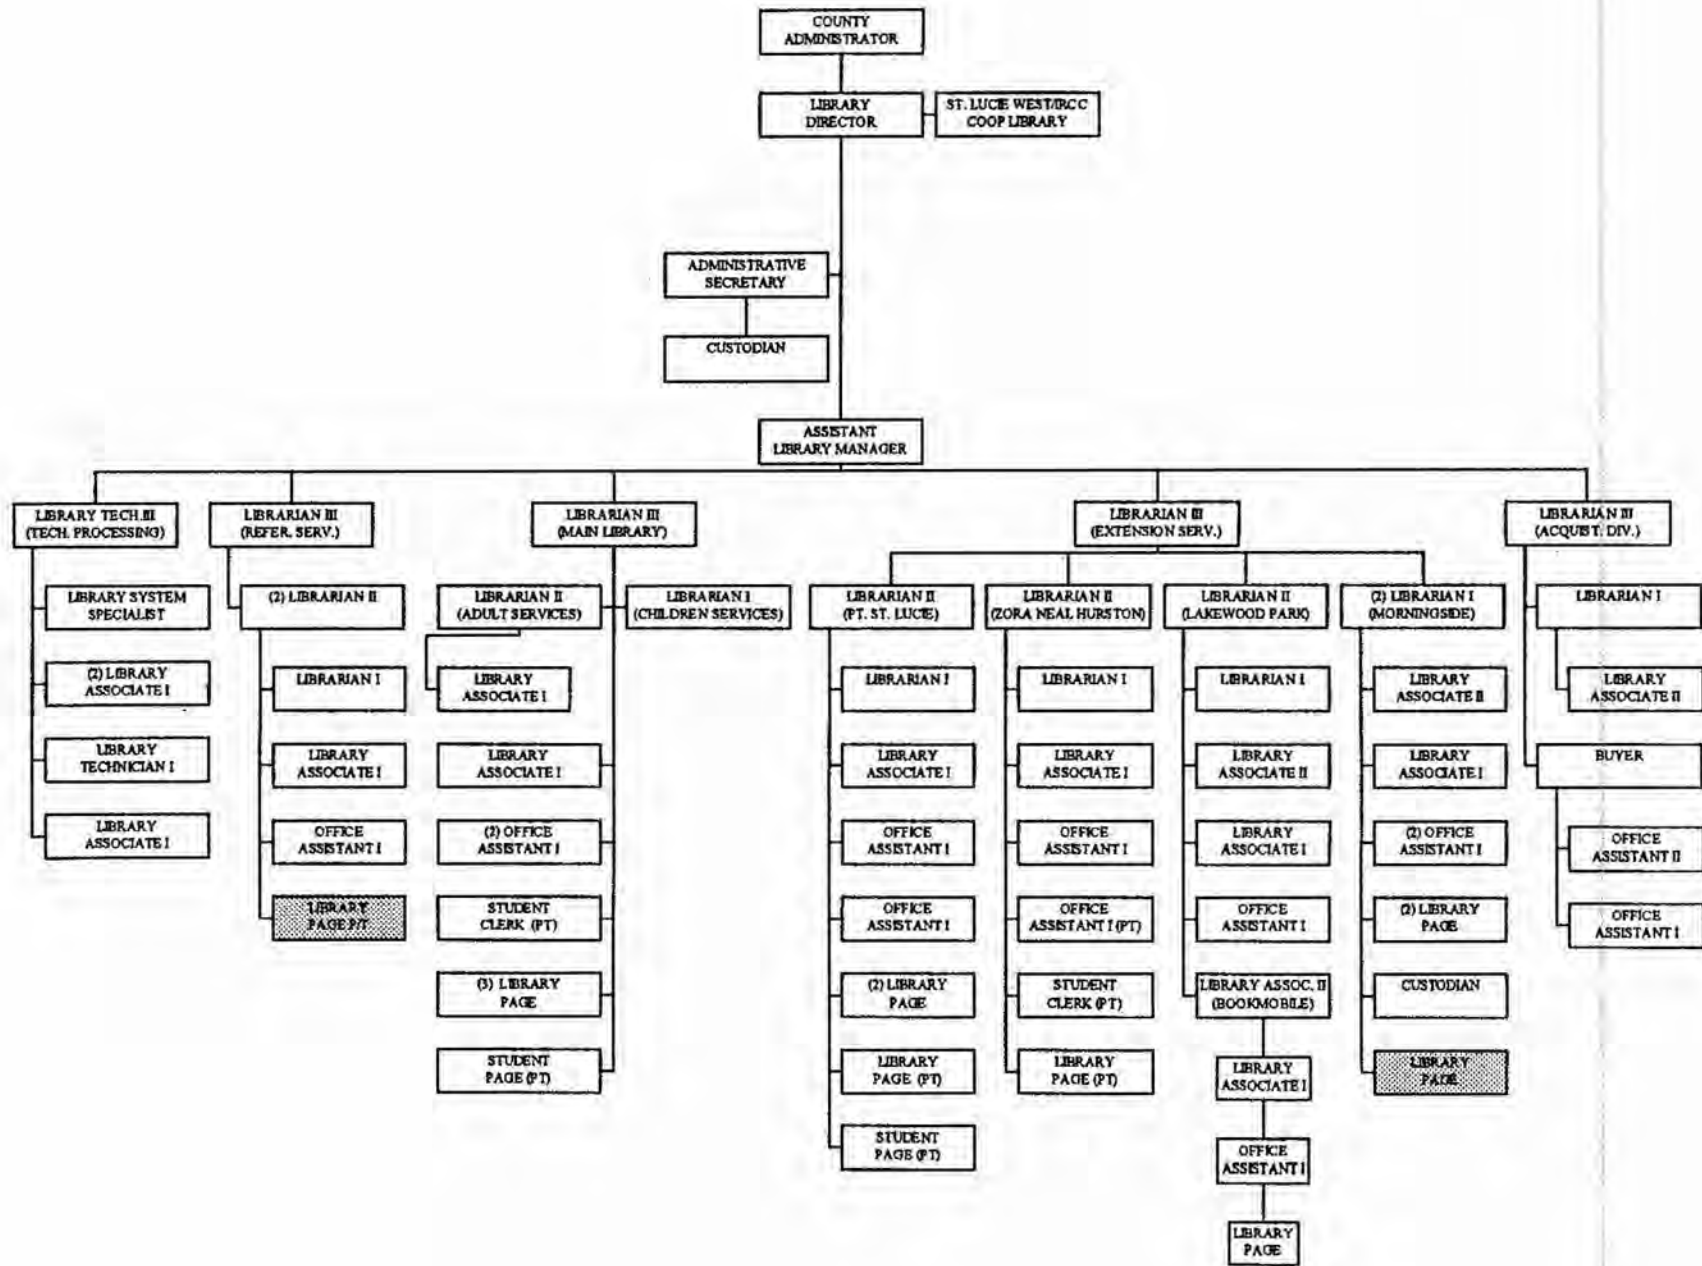 COUNTY
ADMINISTRATOR
LIBRARY
DIRECTOR
ST. LUCIE WEST/IRCC
COOP LIBRARY
ADMINISTRATIVE
SECRETARY
CUSTODIAN
ASSISTANT
LIBRARY MANAGER
LIBRARY TECH. III
(TECH. PROCESSING)
LIBRARY SYSTEM
SPECIALIST
(2) LIBRARY
ASSOCIATE I
LIBRARY
TECHNICIAN I
LIBRARY
ASSOCIATE I
LIBRARIAN III
(REFER. SERV.)
(2) LIBRARIAN II
LIBRARIAN I
LIBRARY
ASSOCIATE I
OFFICE
ASSISTANT I
LIBRARY
PAGE P/T
LIBRARIAN III
(MAIN LIBRARY)
LIBRARIAN II
(ADULT SERVICES)
LIBRARIAN I
(CHILDREN SERVICES)
LIBRARY
ASSOCIATE I
LIBRARY
ASSOCIATE I
(2) OFFICE
ASSISTANT I
STUDENT
CLERK (PT)
(3) LIBRARY
PAGE
STUDENT
PAGE (PT)
LIBRARIAN III
(EXTENSION SERV.)
LIBRARIAN II
(PT. ST. LUCIE)
LIBRARIAN I
LIBRARY
ASSOCIATE I
OFFICE
ASSISTANT I
OFFICE
ASSISTANT I
(2) LIBRARY
PAGE
LIBRARY
PAGE (PT)
STUDENT
PAGE (PT)
LIBRARIAN II
(ZORA NEAL HURSTON)
LIBRARIAN I
LIBRARY
ASSOCIATE I
OFFICE
ASSISTANT I
OFFICE
ASSISTANT I (PT)
STUDENT
CLERK (PT)
LIBRARY
PAGE (PT)
LIBRARIAN II
(LAKEWOOD PARK)
LIBRARIAN I
LIBRARY
ASSOCIATE II
LIBRARY
ASSOCIATE I
OFFICE
ASSISTANT I
LIBRARY ASSOC. II
(BOOKMOBILE)
LIBRARY
ASSOCIATE I
OFFICE
ASSISTANT I
LIBRARY
PAGE
(2) LIBRARIAN I
(MORNINGSIDE)
LIBRARY
ASSOCIATE II
LIBRARY
ASSOCIATE I
(2) OFFICE
ASSISTANT I
(2) LIBRARY
PAGE
CUSTODIAN
LIBRARY
PAGE
LIBRARIAN III
(ACQUIST. DIV.)
LIBRARIAN I
LIBRARY
ASSOCIATE II
BUYER
OFFICE
ASSISTANT II
OFFICE
ASSISTANT I